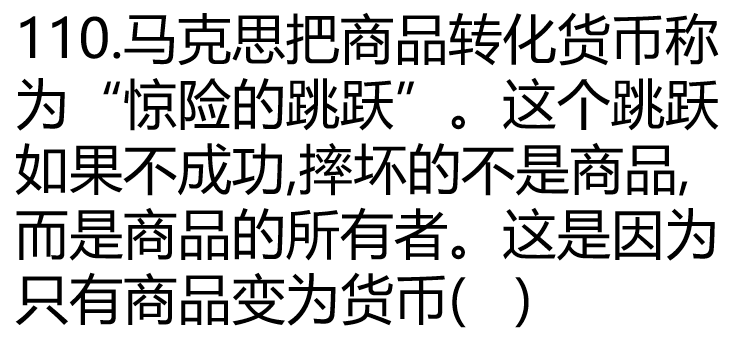 110.马克思把商品转化货币称
为“惊险的跳跃”。这个跳跃
如果不成功,摔坏的不是商品,
而是商品的所有者。这是因为
只有商品变为货币(   )